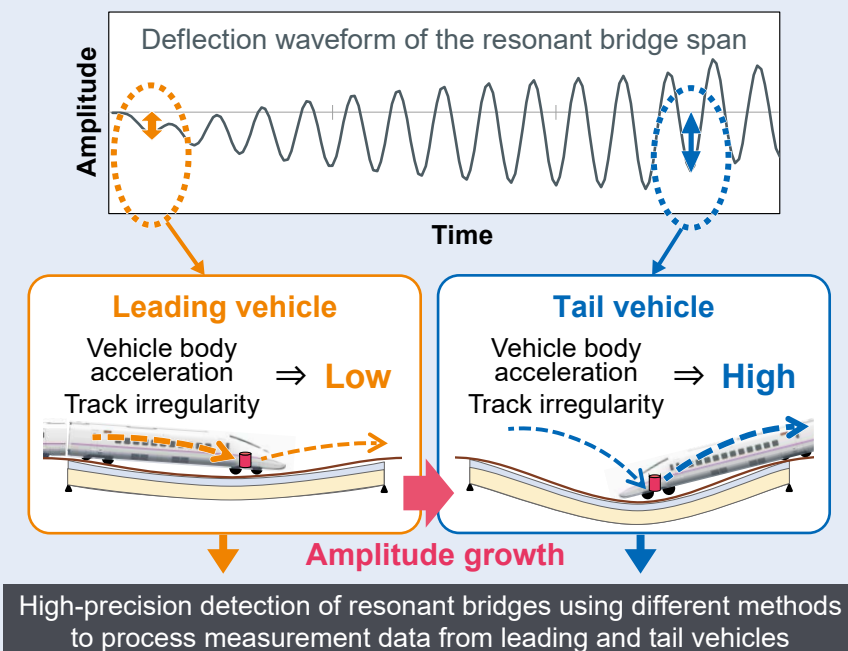 Deflection waveform of the resonant bridge span
Amplitude
Time
Leading vehicle
Vehicle body
acceleration
Track irregularity
⇒ Low
Tail vehicle
Vehicle body
acceleration
Track irregularity
⇒ High
Amplitude growth
High-precision detection of resonant bridges using different methods
to process measurement data from leading and tail vehicles